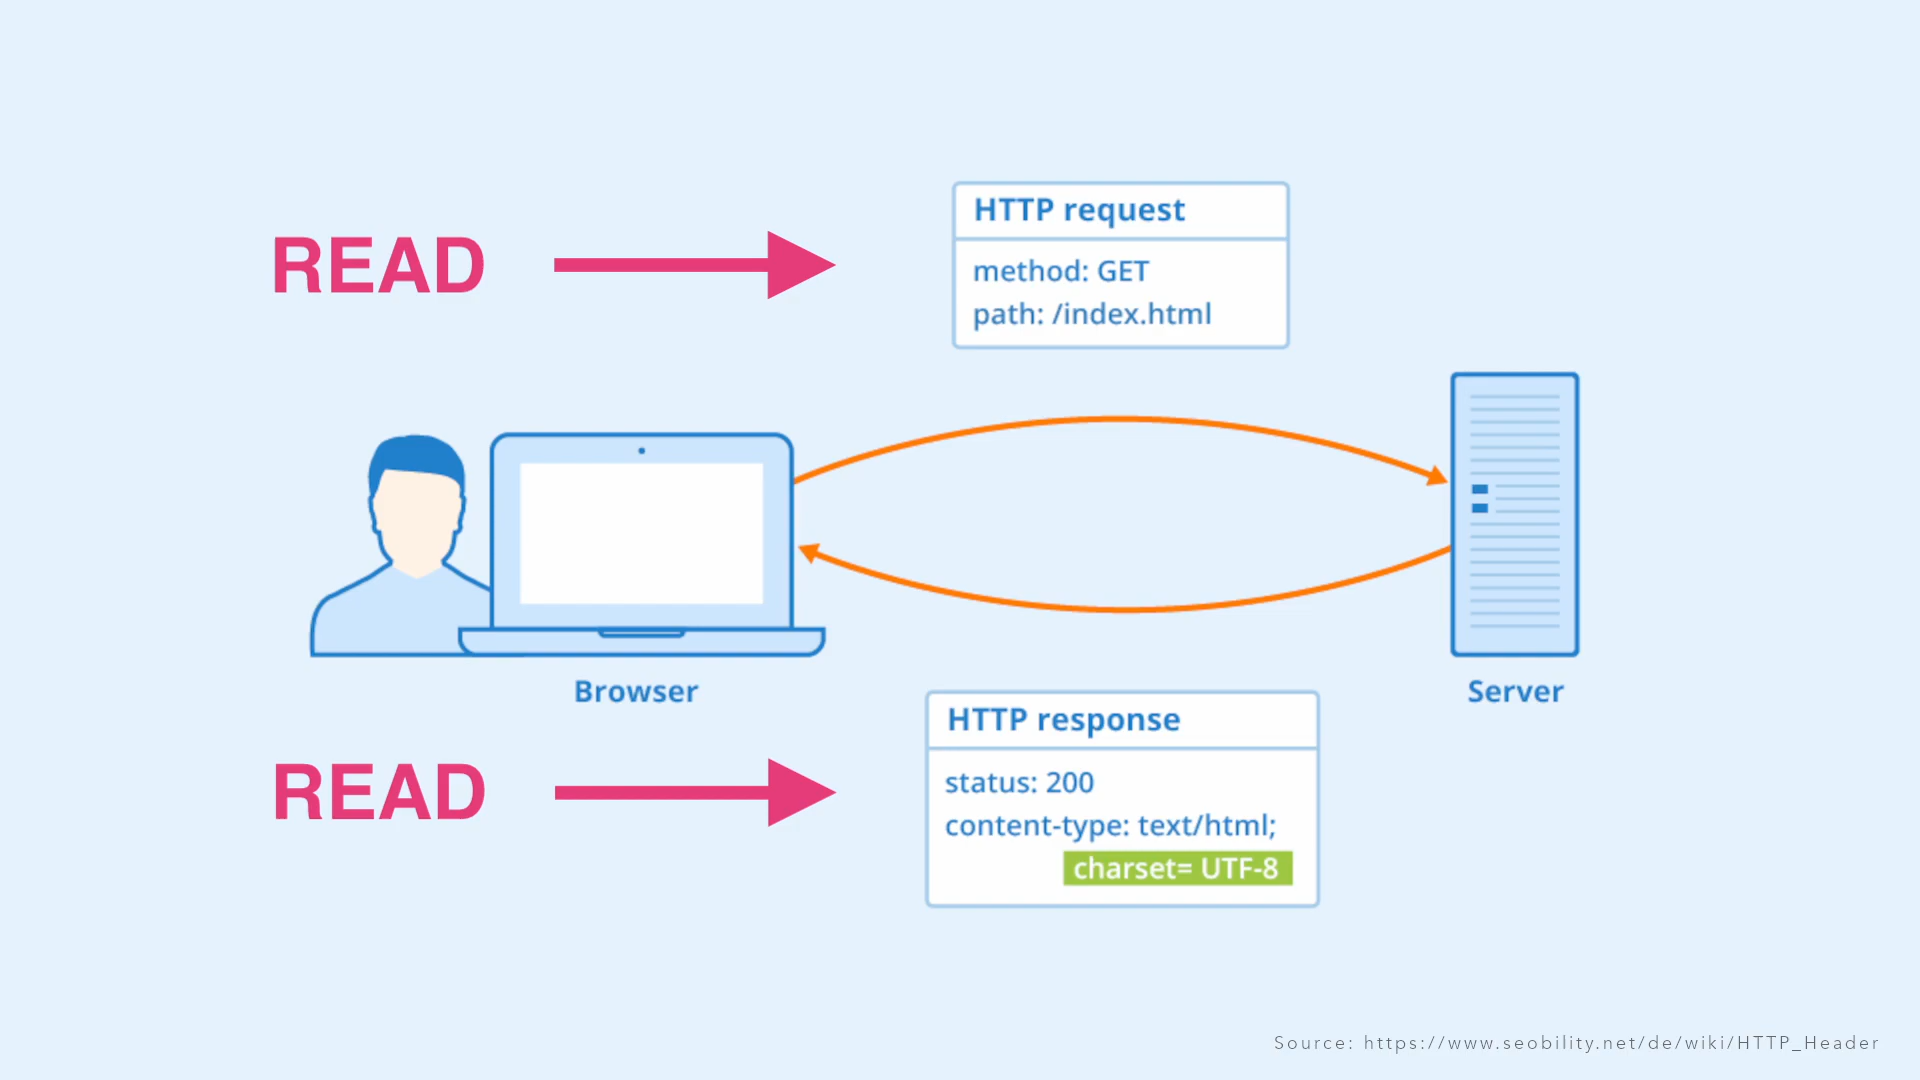 READ
HTTP request
method: GET
path: /index.html
Browser
Server
READ
HTTP response
status: 200
content-type: text/html;
charset= UTF-8
Source: https://www.seobility.net/de/wiki/HTTP_Header